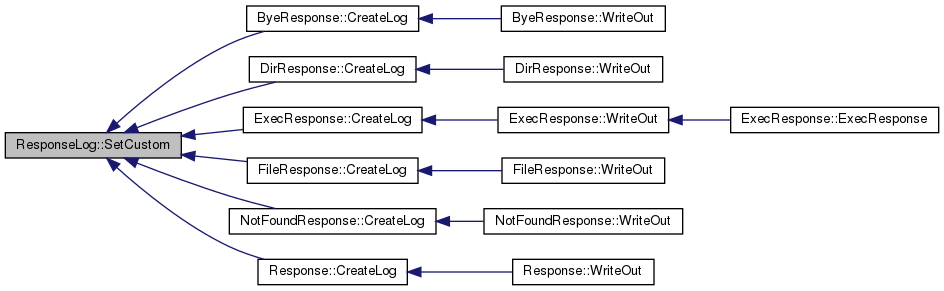 ByeResponse::CreateLog
ByeResponse::WriteOut
DirResponse::CreateLog
DirResponse::WriteOut
ExecResponse::CreateLog
ExecResponse::WriteOut
ExecResponse::ExecResponse
ResponseLog::SetCustom
FileResponse::CreateLog
FileResponse::WriteOut
NotFoundResponse::CreateLog
NotFoundResponse::WriteOut
Response::CreateLog
Response::WriteOut